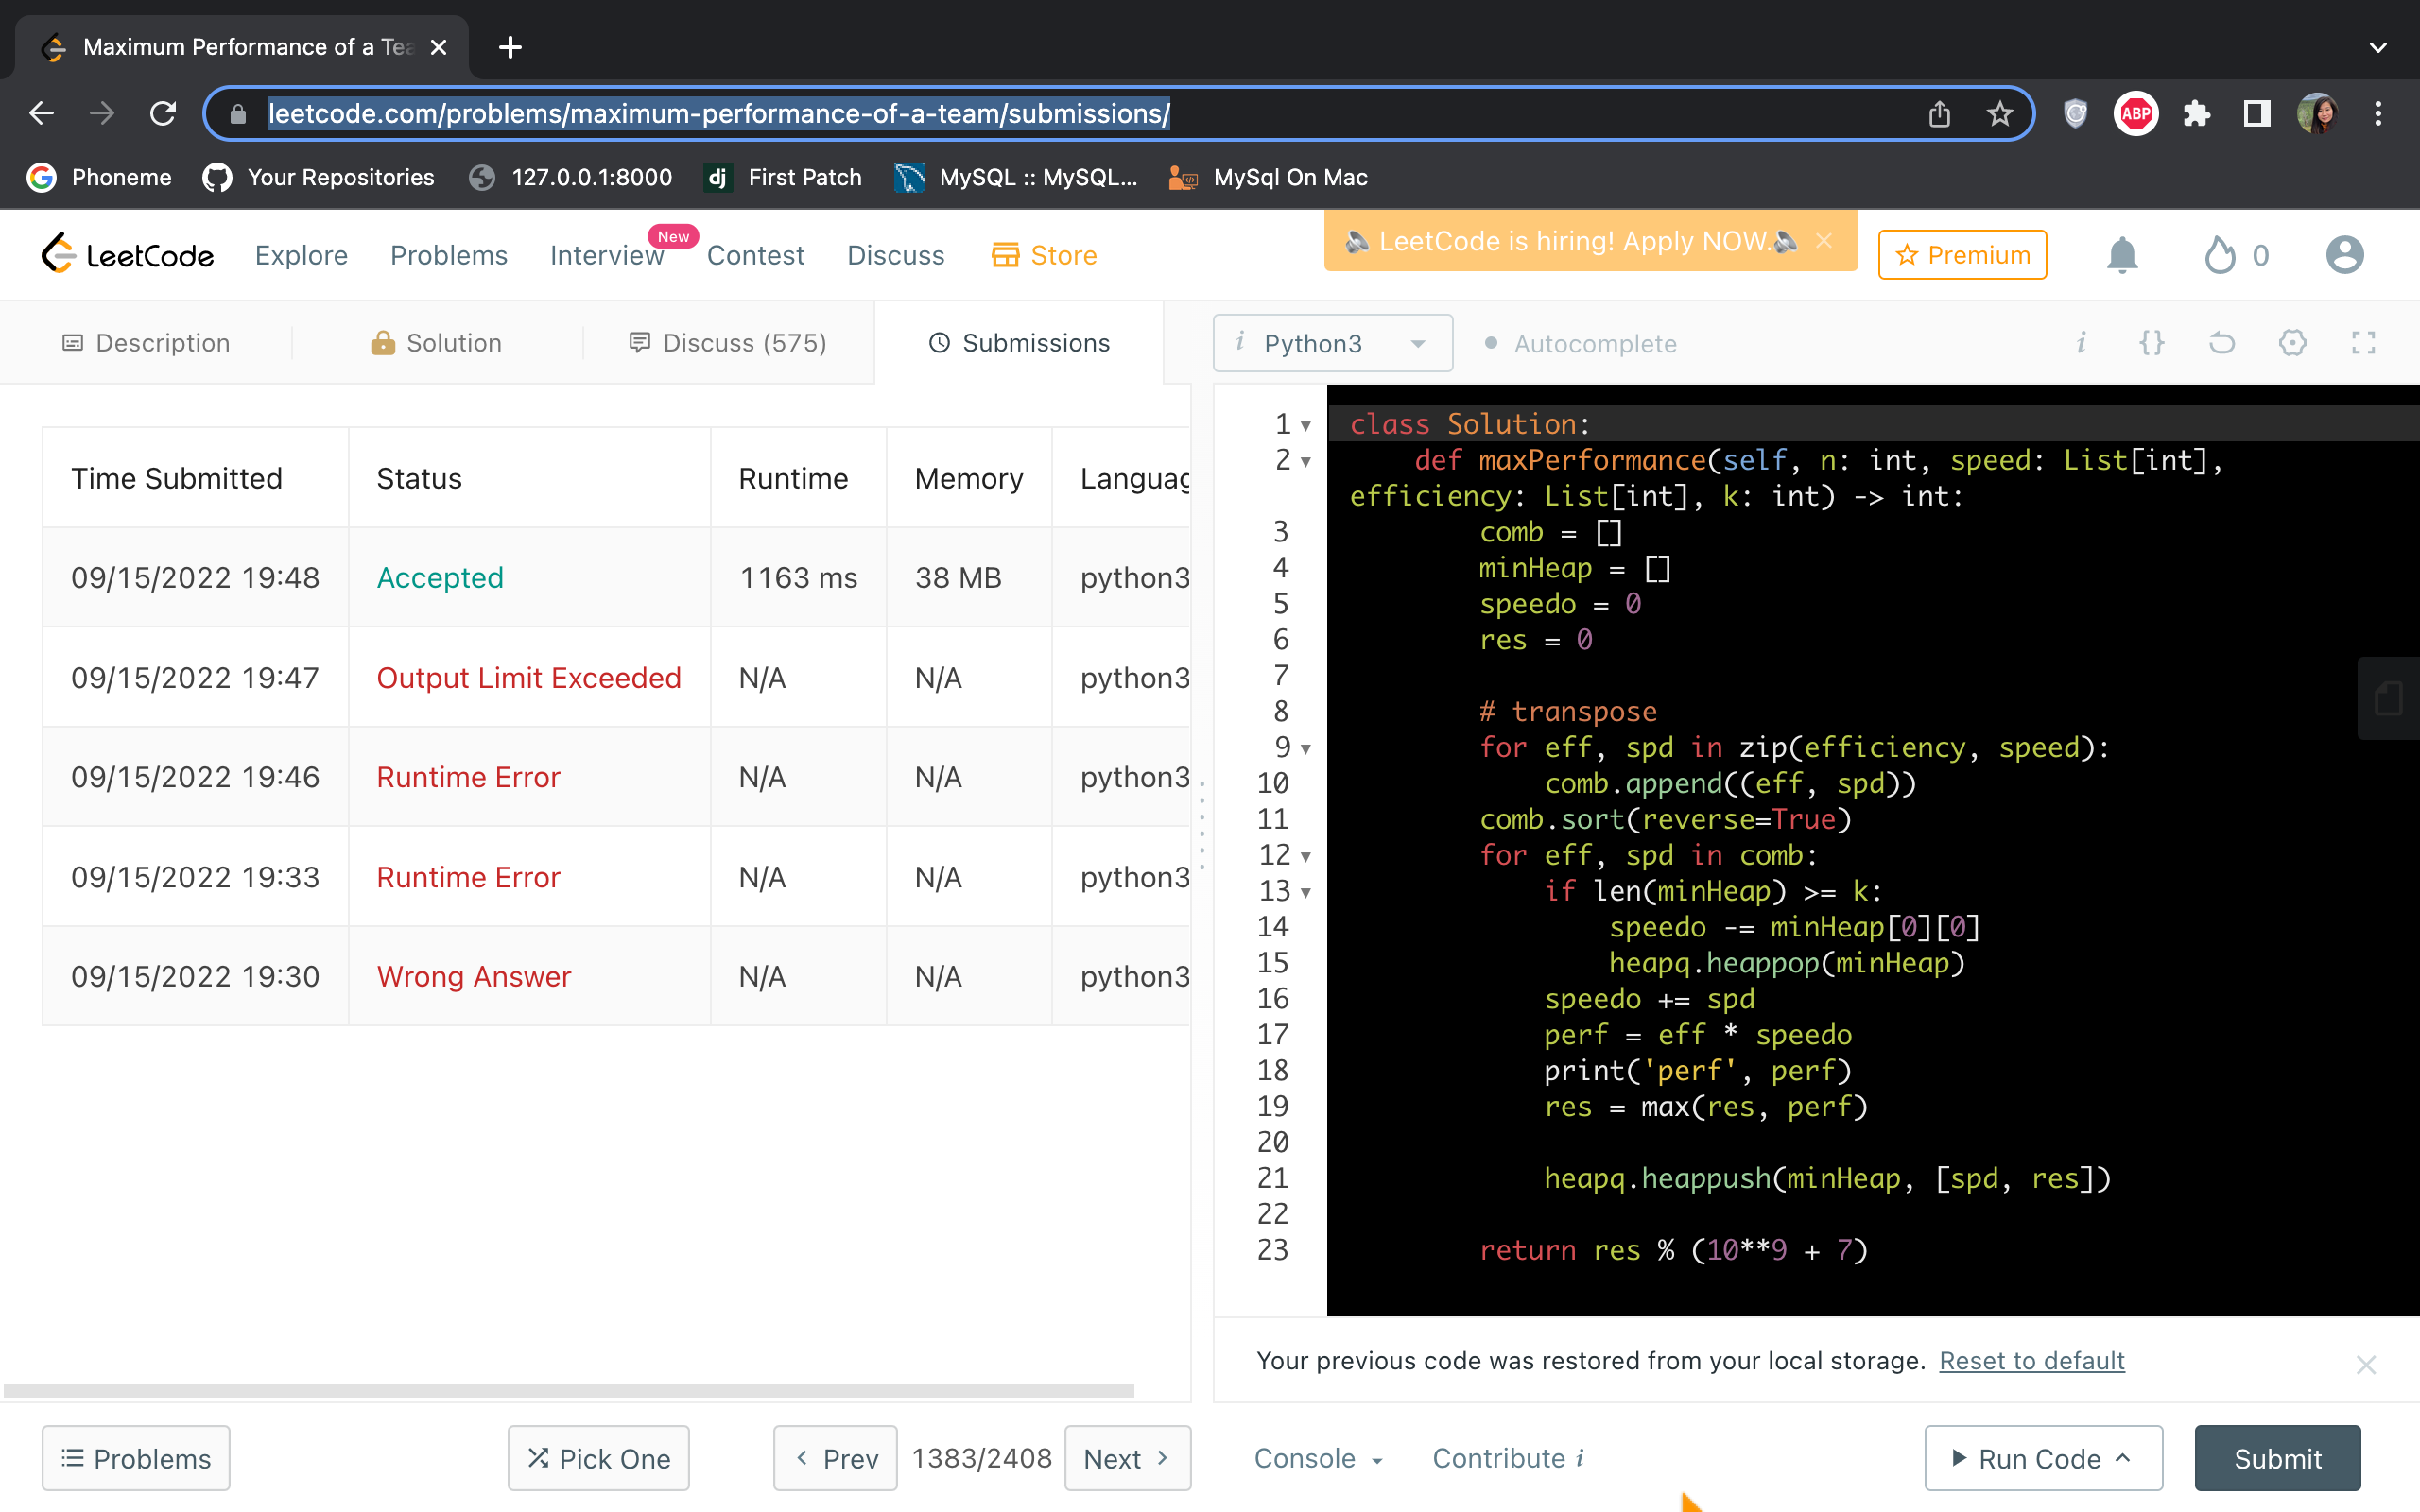 Maximum Performance of a Tea
leetcode.com/problems/maximum-performance-of-a-team/submissions/
ABP
Phoneme
Your Repositories
127.0.0.1:8000
dj First Patch
MySQL :: MySQL...
MySql On Mac
LeetCode
Explore
Problems
Interview
New
Contest
Discuss
Store
LeetCode is hiring! Apply NOW.
Premium
0
Description
Solution
Discuss (575)
Submissions
i Python3
Autocomplete
i {}
Time Submitted Status Runtime Memory Languag
09/15/2022 19:48 Accepted 1163 ms 38 MB python3
09/15/2022 19:47 Output Limit Exceeded N/A N/A python3
09/15/2022 19:46 Runtime Error N/A N/A python3
09/15/2022 19:33 Runtime Error N/A N/A python3
09/15/2022 19:30 Wrong Answer N/A N/A python3
1 class Solution:
2     def maxPerformance(self, n: int, speed: List[int],
efficiency: List[int], k: int) -> int:
3         comb = []
4         minHeap = []
5         speedo = 0
6         res = 0
7
8         # transpose
9         for eff, spd in zip(efficiency, speed):
10             comb.append((eff, spd))
11         comb.sort(reverse=True)
12         for eff, spd in comb:
13             if len(minHeap) >= k:
14                 speedo -= minHeap[0][0]
15                 heapq.heappop(minHeap)
16             speedo += spd
17             perf = eff * speedo
18             print('perf', perf)
19             res = max(res, perf)
20
21             heapq.heappush(minHeap, [spd, res])
22
23         return res % (10**9 + 7)
Your previous code was restored from your local storage. Reset to default
Problems
Pick One
Prev
1383/2408
Next
Console
Contribute i
Run Code
Submit